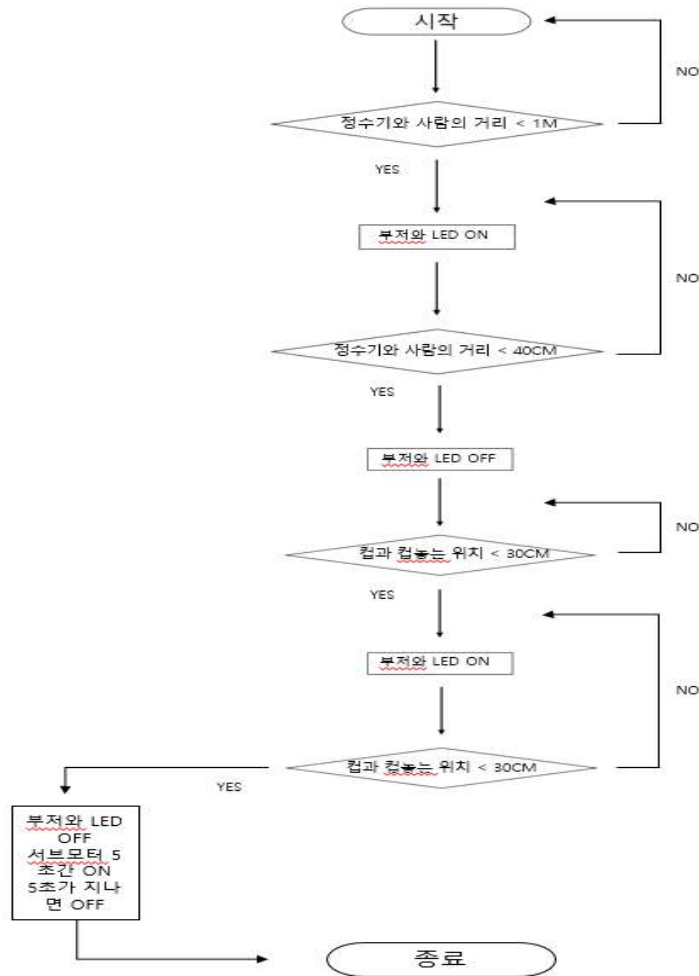 시작
NO
정수기와 사람의 거리 < 1M
YES
부저와 LED ON
NO
정수기와 사람의 거리 < 40CM
YES
부저와 LED OFF
NO
컵과 컵놓는 위치 < 30CM
YES
부저와 LED ON
NO
컵과 컵놓는 위치 < 30CM
YES
부저와 LED
OFF
서브모터 5
초간 ON
5초가 지나
면 OFF
종료